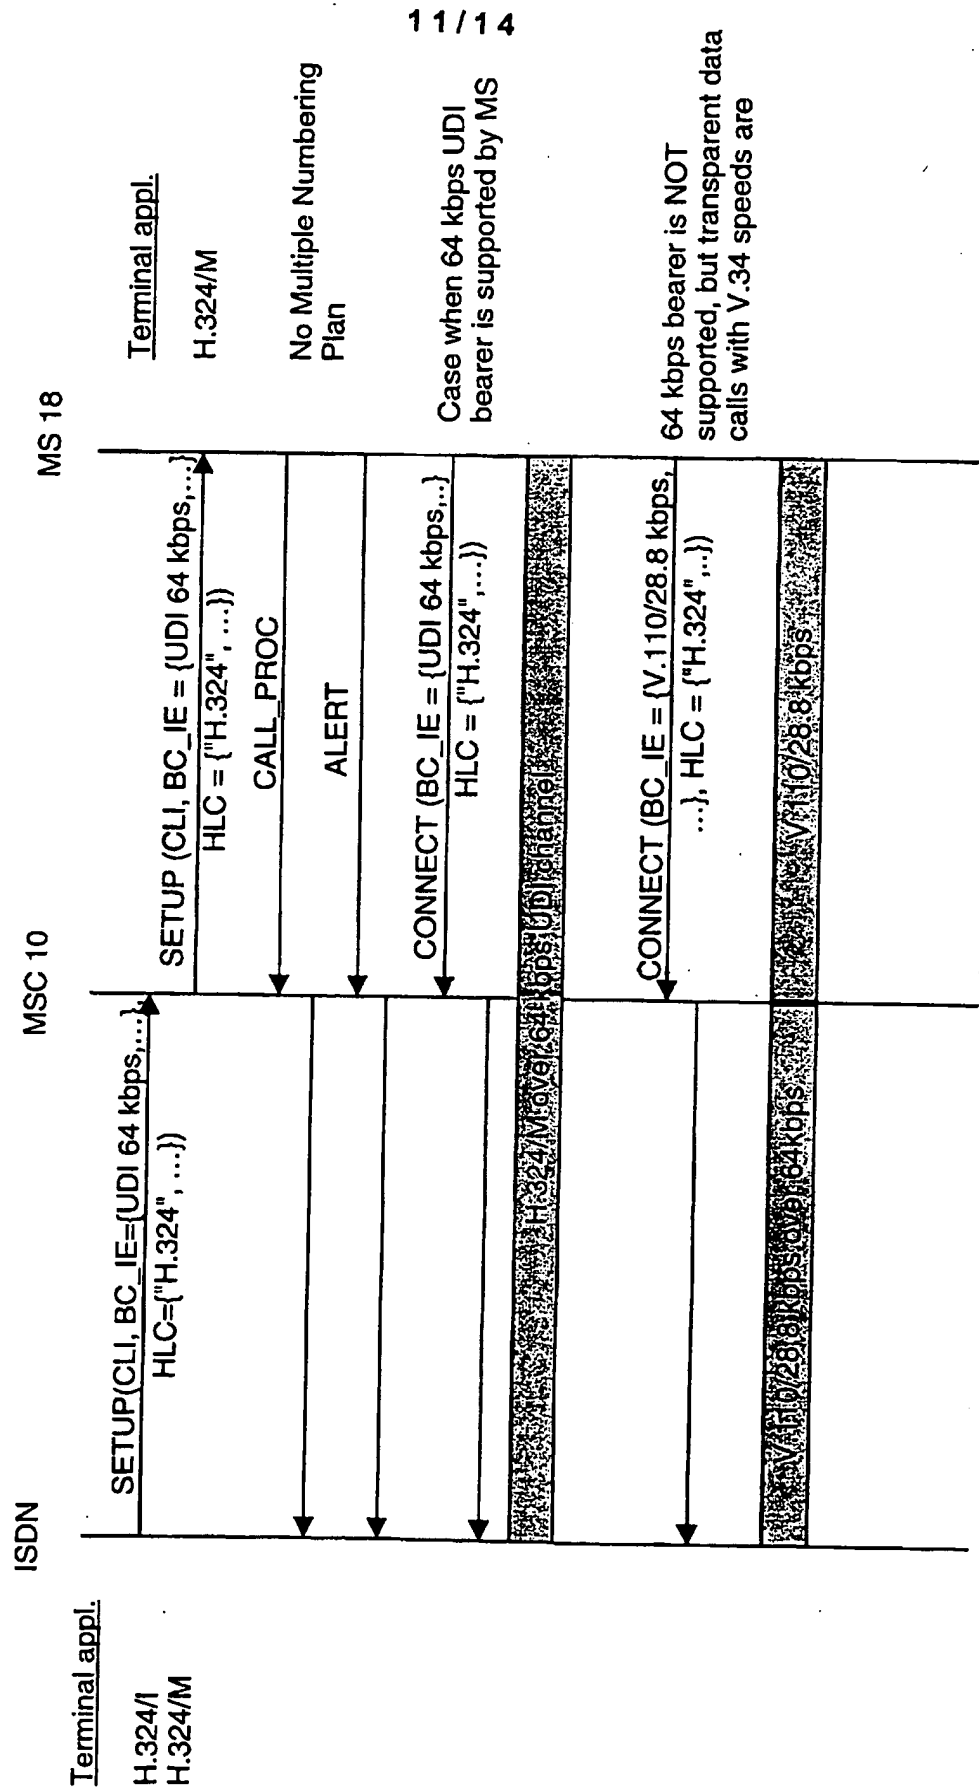 11/14
ISDN
MSC 10
MS 18
Terminal appl.
H.324/I
H.324/M
Terminal appl.
H.324/M
SETUP(CLI, BC_IE={UDI 64 kbps,...},
HLC={"H.324", ...})
SETUP (CLI, BC_IE = {UDI 64 kbps,...}
HLC = {"H.324", ...})
No Multiple Numbering
Plan
CALL_PROC
ALERT
CONNECT (BC_IE = {UDI 64 kbps,..}
HLC = {"H.324",...})
Case when 64 kbps UDI
bearer is supported by MS
H.324/M over 64 kbps UDI channel
CONNECT (BC_IE = {V.110/28.8 kbps,
...}, HLC = {"H.324",..})
64 kbps bearer is NOT
supported, but transparent data
calls with V.34 speeds are
V.110/28.8 kbps over 64kbps
V.110/28.8 kbps